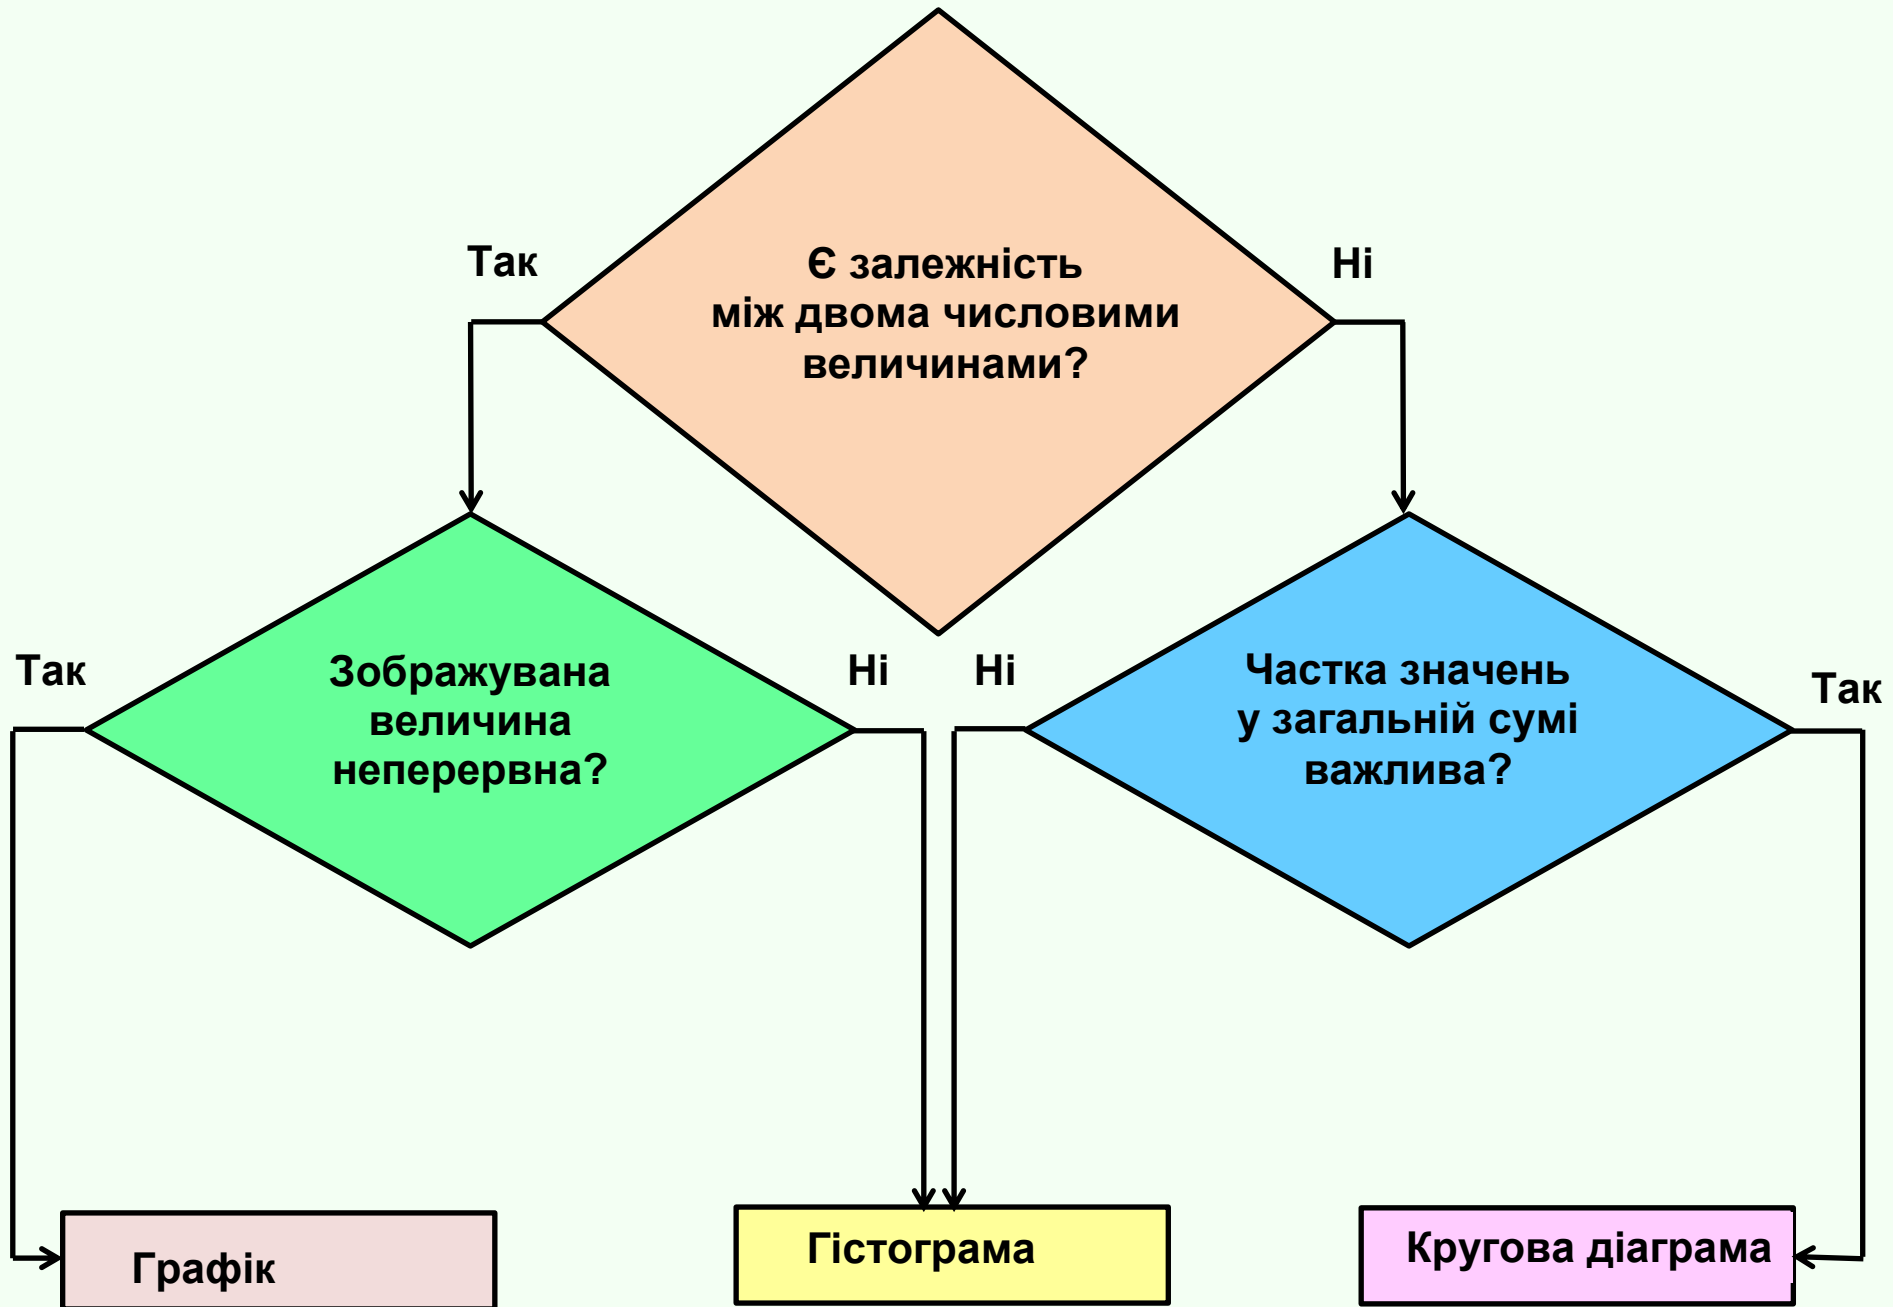 Так
Є залежність
між двома числовими
величинами?
Ні
Так
Зображувана
величина
неперервна?
Ні
Ні
Частка значень
у загальній сумі
важлива?
Так
Графік
Гістограма
Кругова діаграма